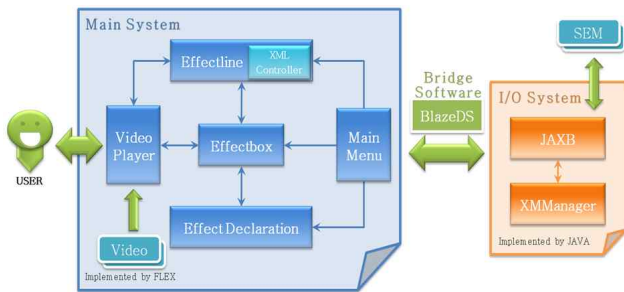 Main System
Effectline
XML
Controller
Video
Player
Effectbox
Main
Menu
Effect Declaration
Video
Implemented by FLEX
USER
Bridge
Software
BlazeDS
SEM
I/O System
JAXB
XMManager
Implemented by JAVA